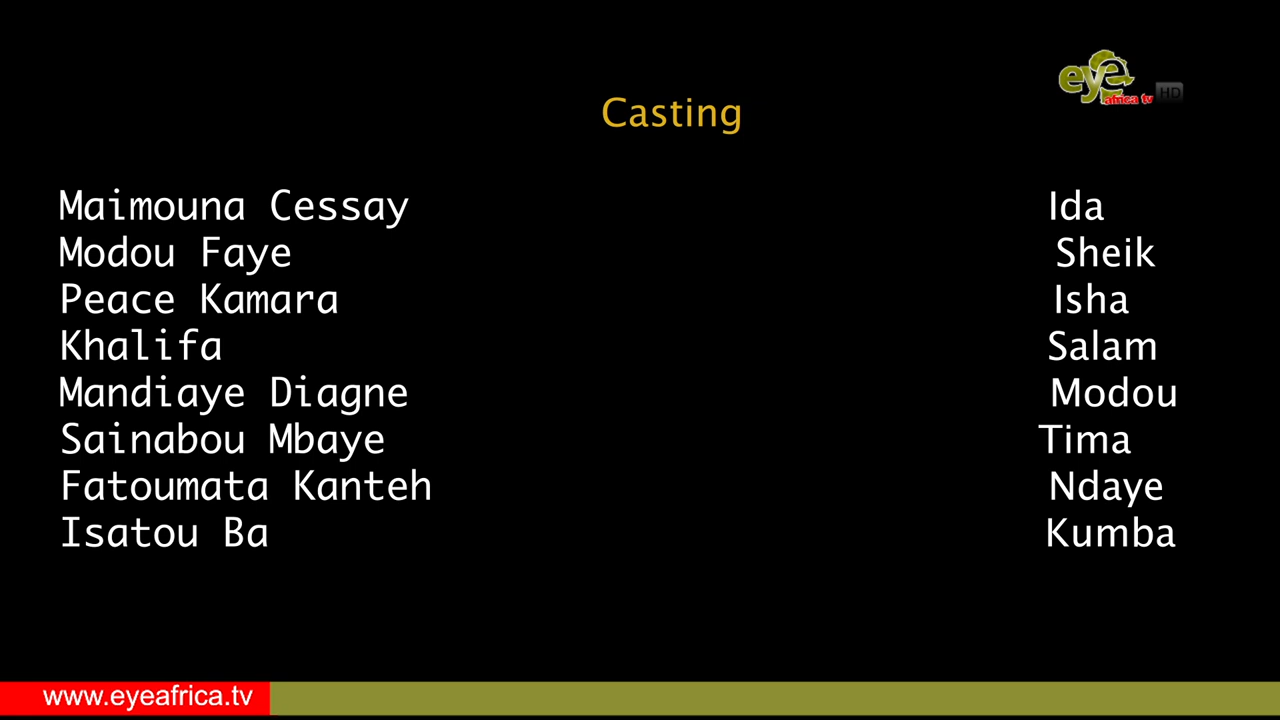 eye
africa tv HD
Casting
Maimouna Cessay Ida
Modou Faye Sheik
Peace Kamara Isha
Khalifa Salam
Mandiaye Diagne Modou
Sainabou Mbaye Tima
Fatoumata Kanteh Ndaye
Isatou Ba Kumba
www.eyeafrica.tv